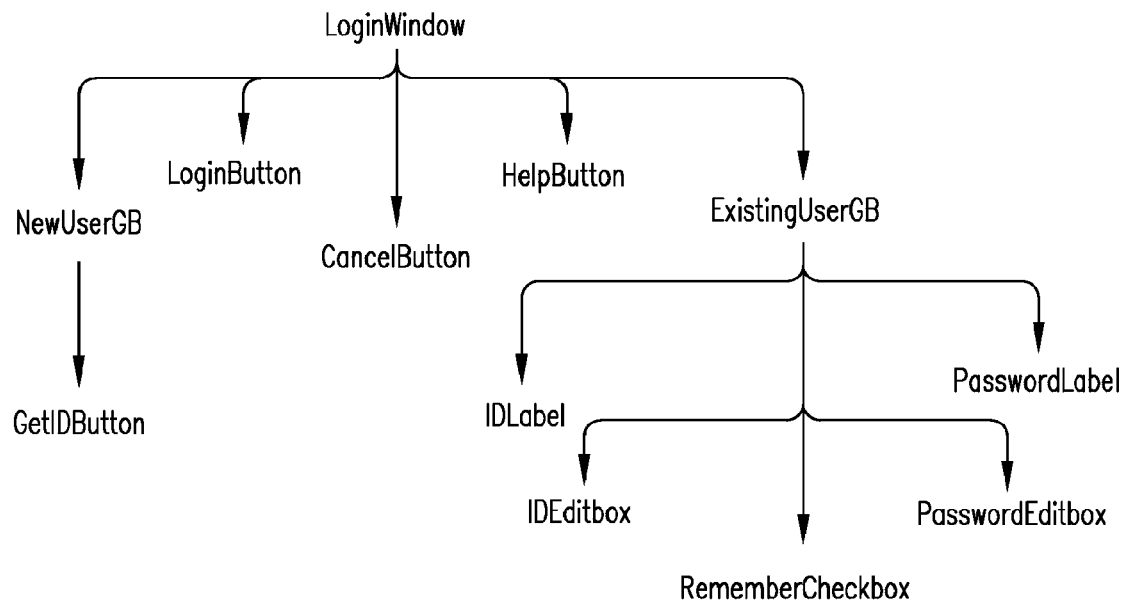 LoginWindow
LoginButton
HelpButton
NewUserGB
ExistingUserGB
CancelButton
PasswordLabel
GetIDButton
IDLabel
IDEditbox
PasswordEditbox
RememberCheckbox